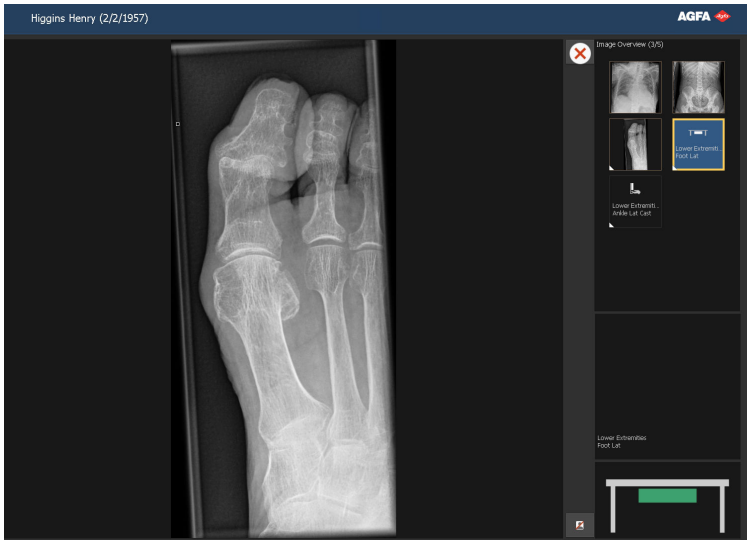 Higgins Henry (2/2/1957)
AGFA
Image Overview (3/5)
Lower Extremiti...
Foot Lat
Lower Extremiti...
Ankle Lat Cast
Lower Extremities
Foot Lat